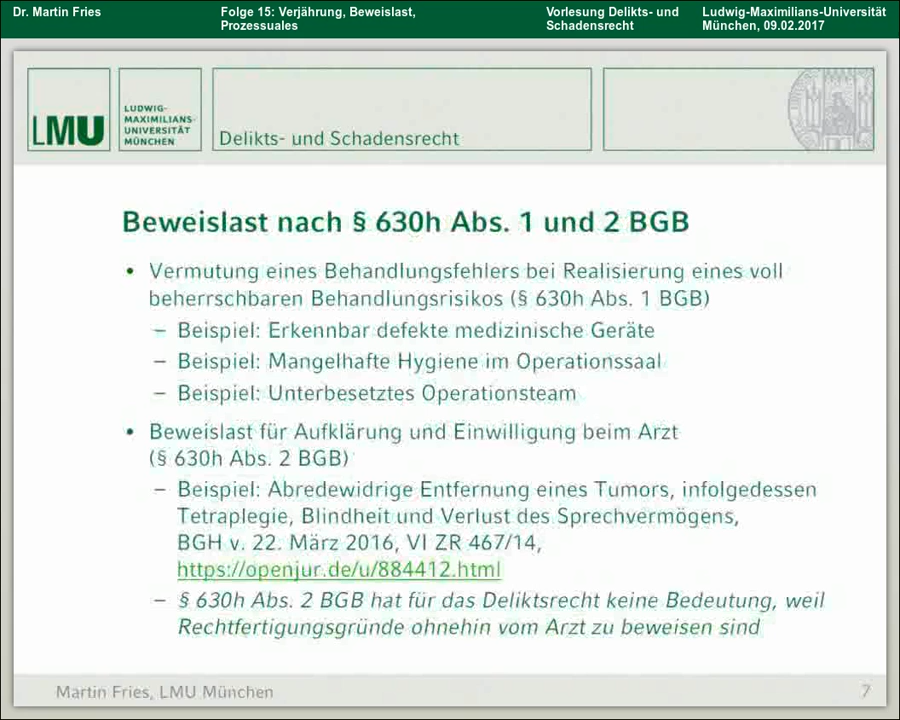 Dr. Martin Fries
Folge 15: Verjährung, Beweislast,
Prozessuales
Vorlesung Delikts- und
Schadensrecht
Ludwig-Maximilians-Universität
München, 09.02.2017
LMU
LUDWIG-
MAXIMILIANS-
UNIVERSITÄT
MÜNCHEN
Delikts- und Schadensrecht
Beweislast nach § 630h Abs. 1 und 2 BGB
• Vermutung eines Behandlungsfehlers bei Realisierung eines voll
beherrschbaren Behandlungsrisikos (§ 630h Abs. 1 BGB)
– Beispiel: Erkennbar defekte medizinische Geräte
– Beispiel: Mangelhafte Hygiene im Operationssaal
– Beispiel: Unterbesetztes Operationsteam
• Beweislast für Aufklärung und Einwilligung beim Arzt
(§ 630h Abs. 2 BGB)
– Beispiel: Abredewidrige Entfernung eines Tumors, infolgedessen
Tetraplegie, Blindheit und Verlust des Sprechvermögens,
BGH v. 22. März 2016, VI ZR 467/14,
https://openjur.de/u/884412.html
– § 630h Abs. 2 BGB hat für das Deliktsrecht keine Bedeutung, weil
Rechtfertigungsgründe ohnehin vom Arzt zu beweisen sind
Martin Fries, LMU München
7